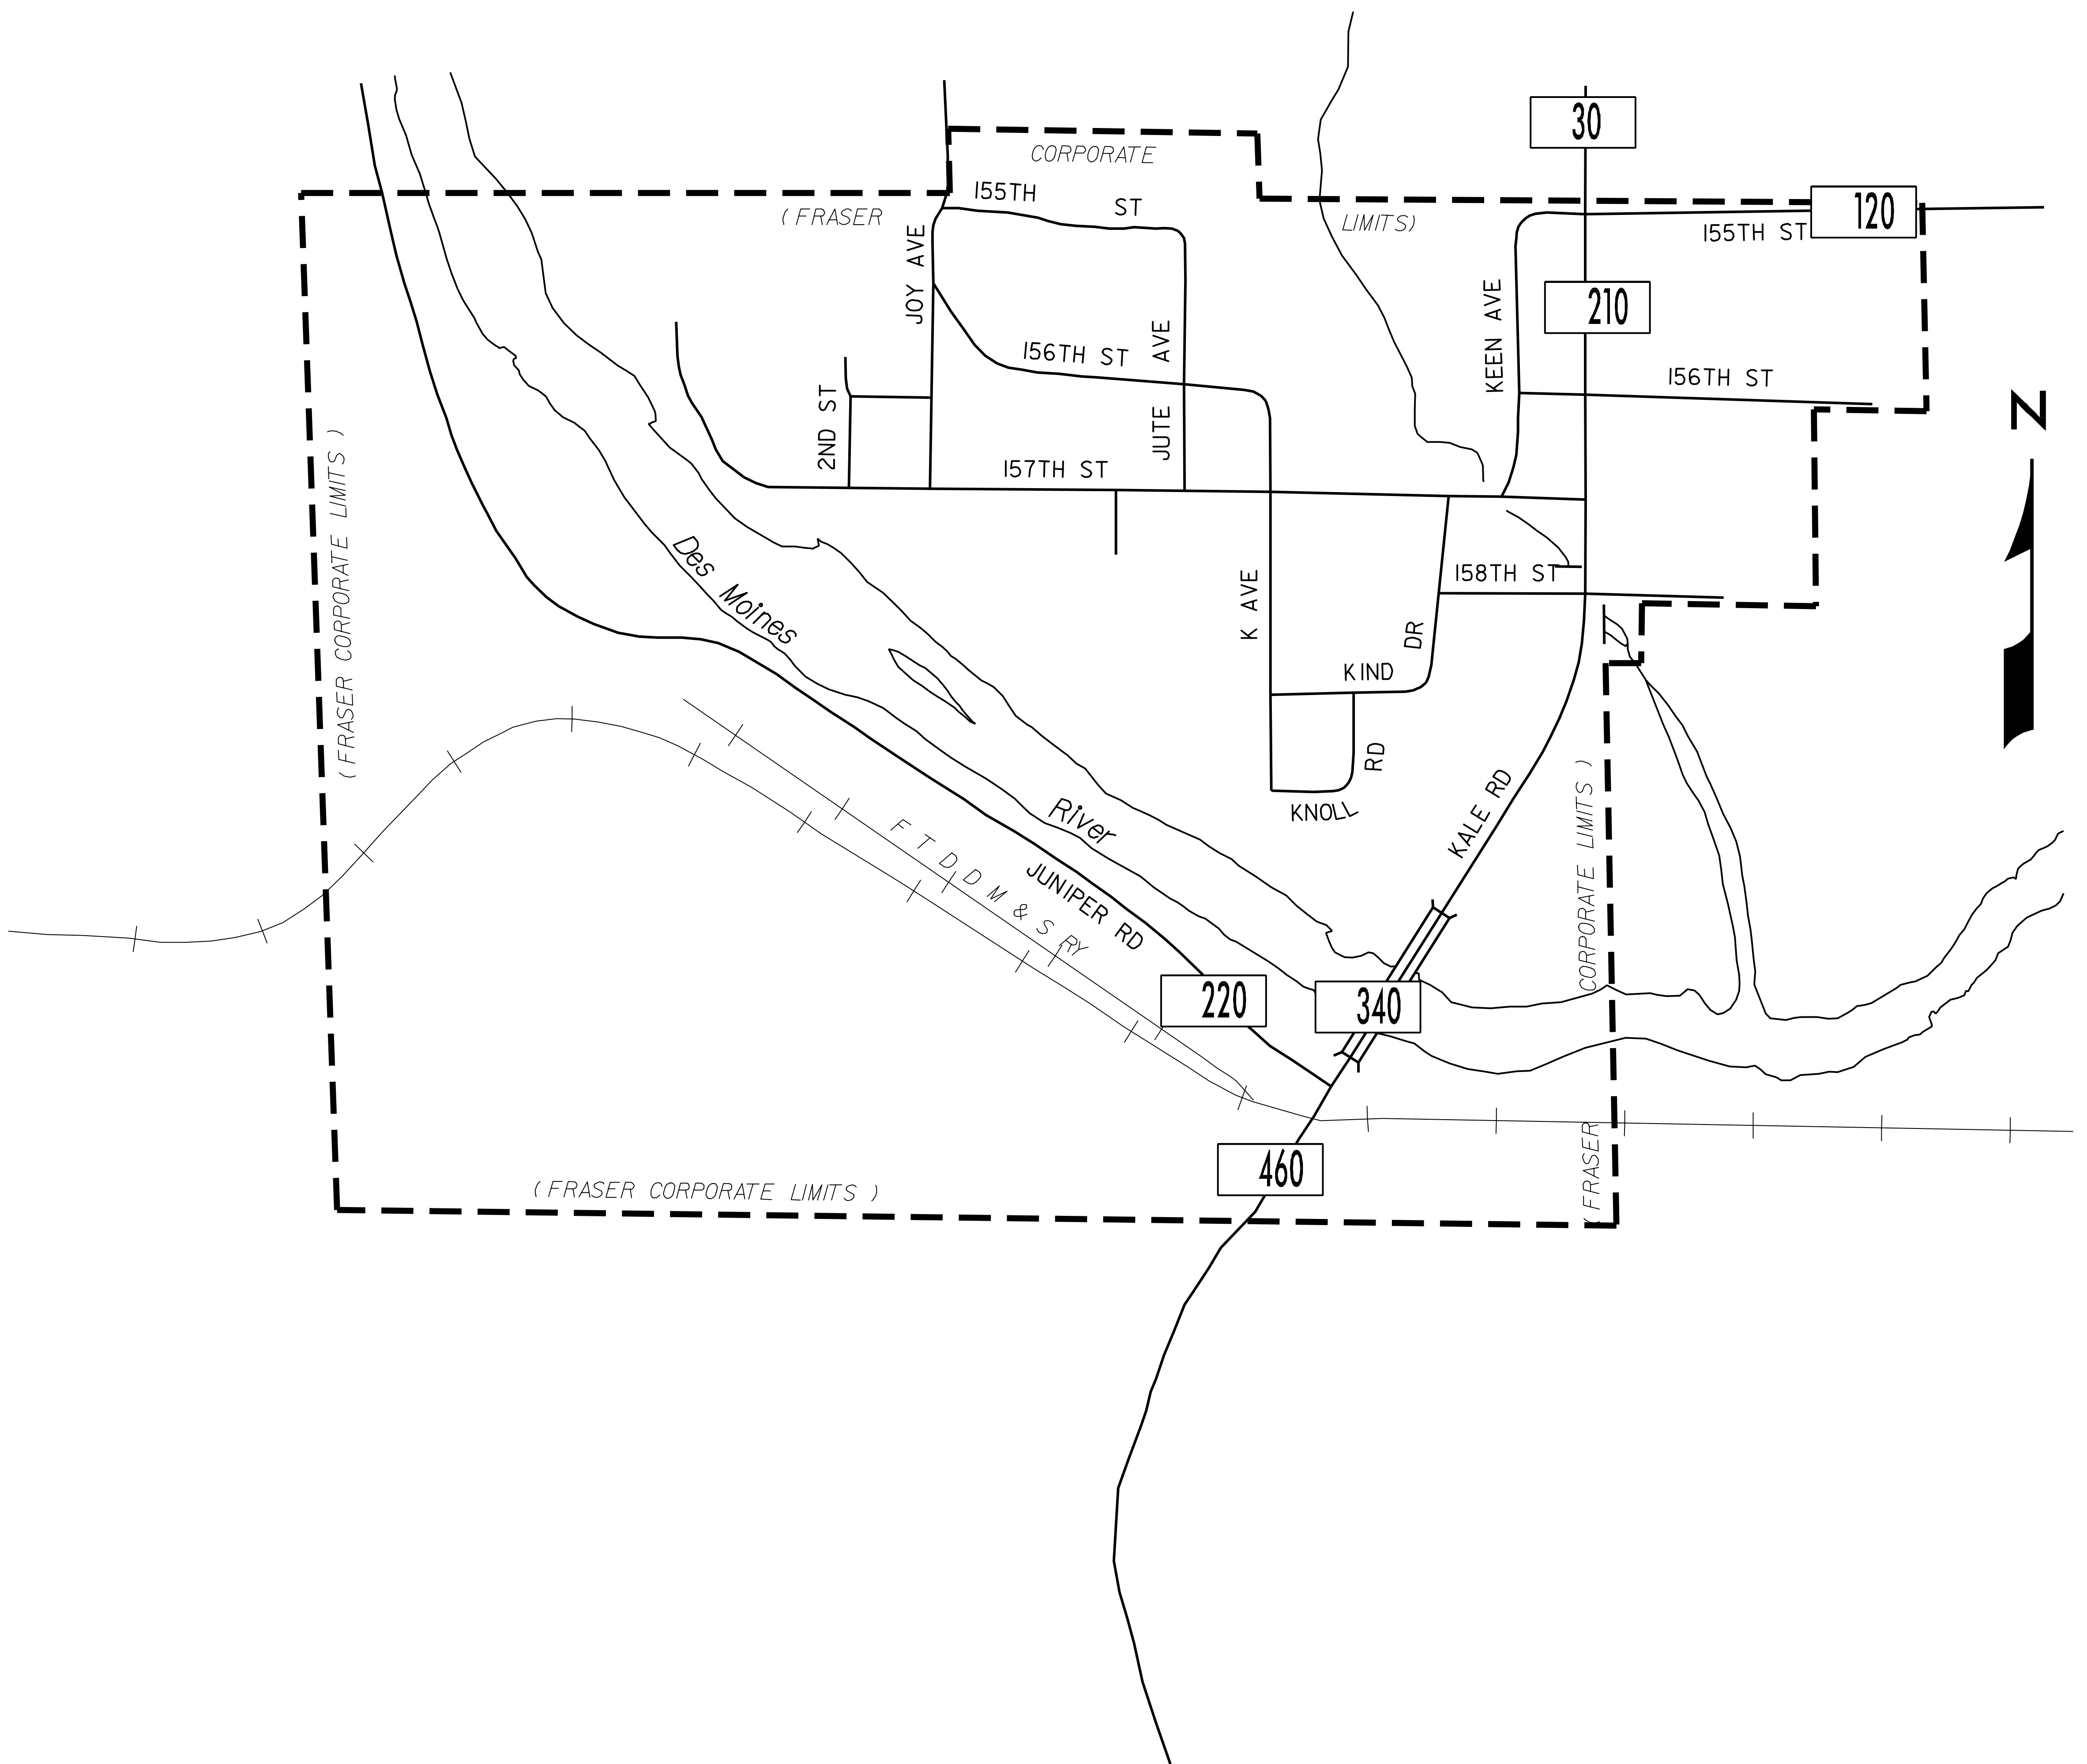 30
CORPORATE
155TH ST
120
( FRASER
LIMITS)
155TH ST
JOY AVE
KEEN AVE
210
156TH ST
JUTE AVE
156TH ST
2ND ST
N
157TH ST
( FRASER CORPORATE LIMITS )
Des Moines
158TH ST
K AVE
KIND DR
KNOLL RD
KALE RD
River
F T D D M & S RY
JUNIPER RD
( FRASER CORPORATE LIMITS )
220
340
460
( FRASER CORPORATE LIMITS )